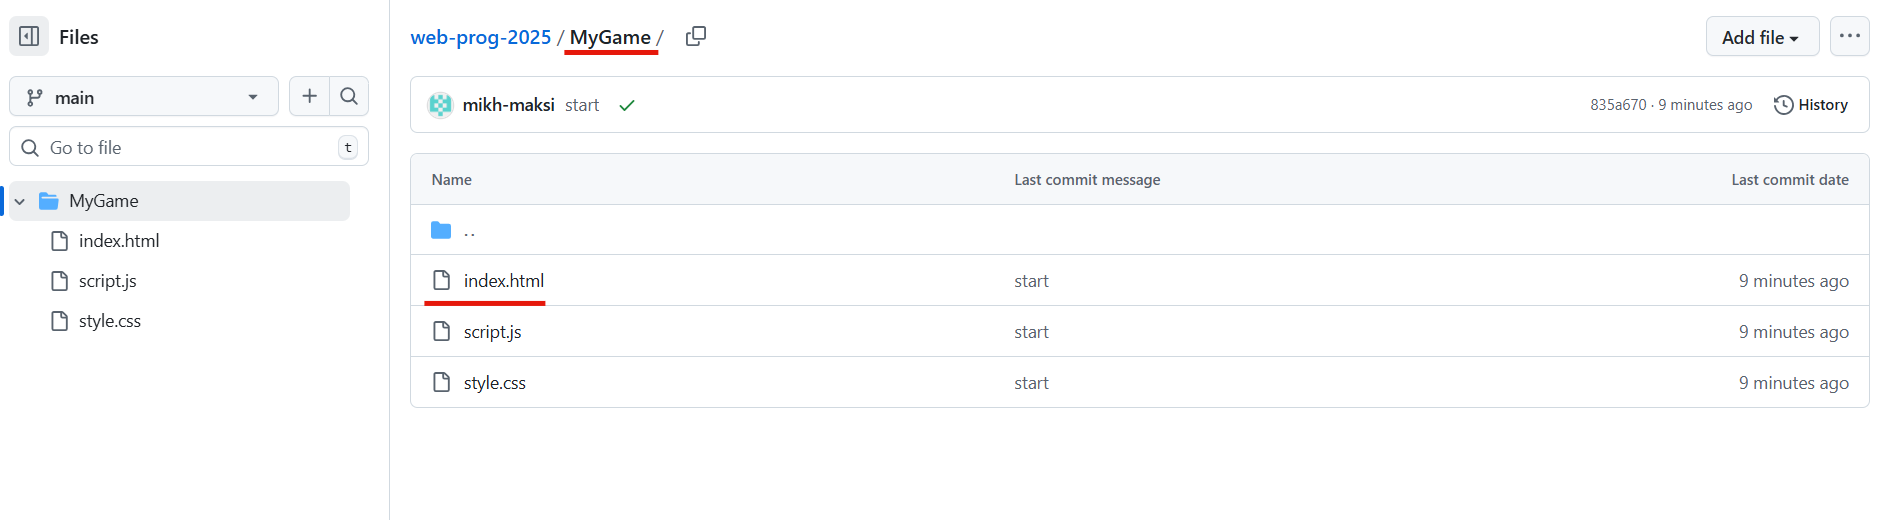 Files
main
Go to file t
MyGame
index.html
script.js
style.css
web-prog-2025 / MyGame /
Add file
mikh-maksi start
835a670 · 9 minutes ago History
Name Last commit message Last commit date
..
index.html start 9 minutes ago
script.js start 9 minutes ago
style.css start 9 minutes ago